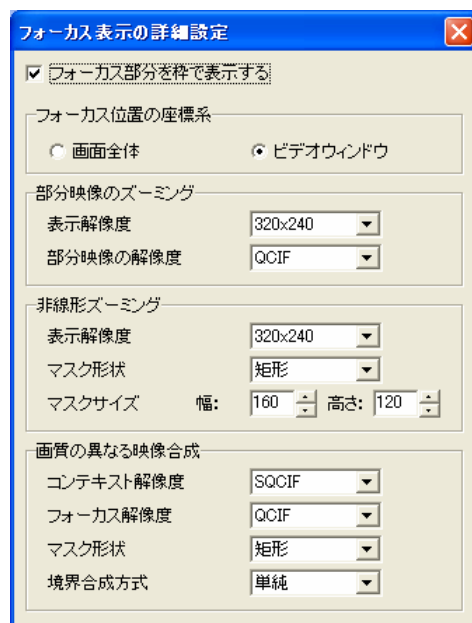 フォーカス表示の詳細設定
フォーカス部分を枠で表示する
フォーカス位置の座標系
画面全体 ビデオウィンドウ
部分映像のズーミング
表示解像度 320x240
部分映像の解像度 QCIF
非線形ズーミング
表示解像度 320x240
マスク形状 矩形
マスクサイズ 幅: 160 高さ: 120
画質の異なる映像合成
コンテキスト解像度 SQCIF
フォーカス解像度 QCIF
マスク形状 矩形
境界合成方式 単純